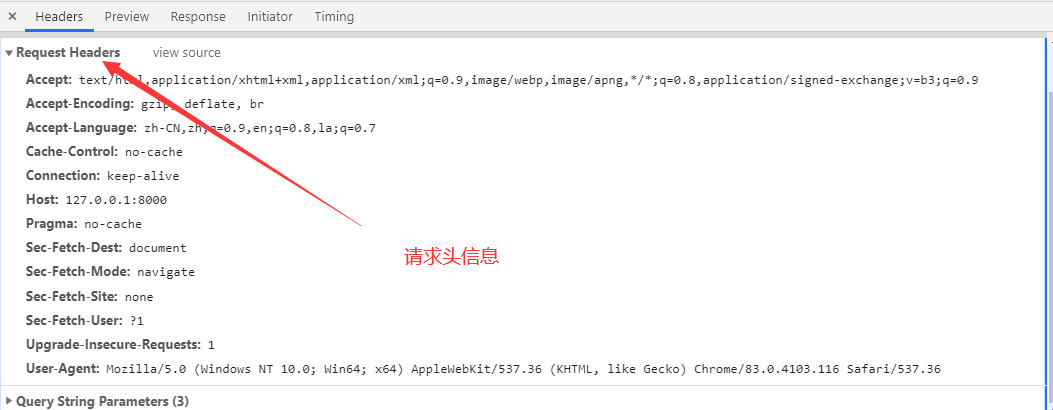 × Headers Preview Response Initiator Timing
Request Headers view source
Accept: text/html,application/xhtml+xml,application/xml;q=0.9,image/webp,image/apng,*/*;q=0.8,application/signed-exchange;v=b3;q=0.9
Accept-Encoding: gzip, deflate, br
Accept-Language: zh-CN,zh;q=0.9,en;q=0.8,la;q=0.7
Cache-Control: no-cache
Connection: keep-alive
Host: 127.0.0.1:8000
Pragma: no-cache
Sec-Fetch-Dest: document
请求头信息
Sec-Fetch-Mode: navigate
Sec-Fetch-Site: none
Sec-Fetch-User: ?1
Upgrade-Insecure-Requests: 1
User-Agent: Mozilla/5.0 (Windows NT 10.0; Win64; x64) AppleWebKit/537.36 (KHTML, like Gecko) Chrome/83.0.4103.116 Safari/537.36
Query String Parameters (3)